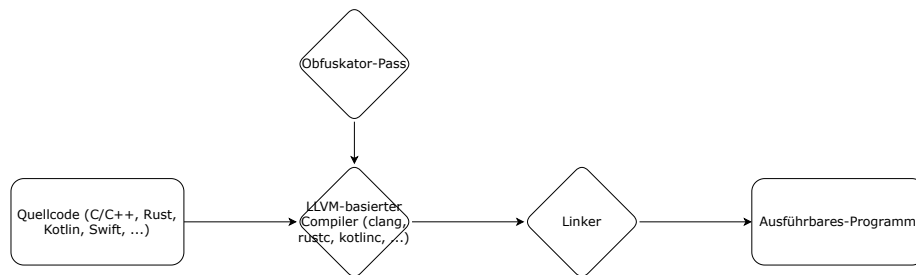 Obfuskator-Pass
Quellcode (C/C++, Rust,
Kotlin, Swift, ...)
LLVM-basierter
Compiler (clang,
rustc, kotlinc, ...)
Linker
Ausführbares-Programm